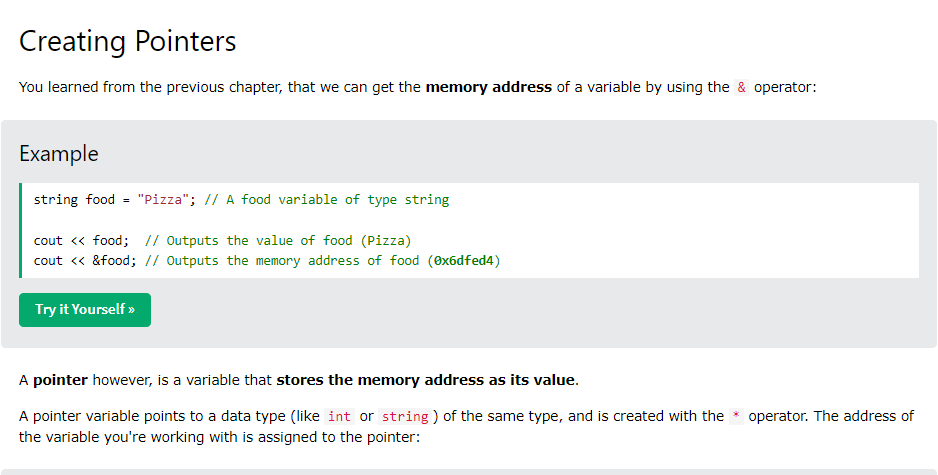 Creating Pointers
You learned from the previous chapter, that we can get the memory address of a variable by using the & operator:
Example
string food = "Pizza"; // A food variable of type string
cout << food;  // Outputs the value of food (Pizza)
cout << &food; // Outputs the memory address of food (0x6dfed4)
Try it Yourself »
A pointer however, is a variable that stores the memory address as its value.
A pointer variable points to a data type (like int or string) of the same type, and is created with the * operator. The address of
the variable you're working with is assigned to the pointer: